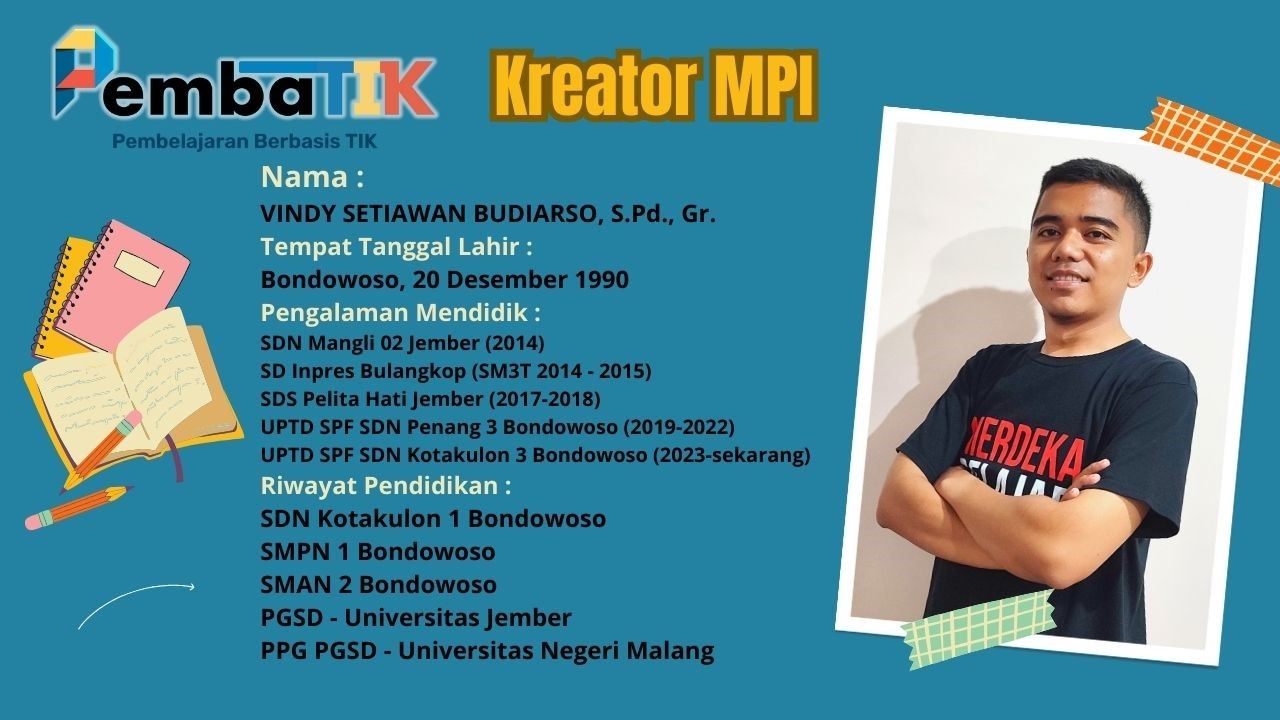 PembaTIK
Kreator MPI
Pembelajaran Berbasis TIK
Nama :
VINDY SETIAWAN BUDIARSO, S.Pd., Gr.
Tempat Tanggal Lahir :
Bondowoso, 20 Desember 1990
Pengalaman Mendidik :
SDN Mangli 02 Jember (2014)
SD Inpres Bulangkop (SM3T 2014 - 2015)
SDS Pelita Hati Jember (2017-2018)
UPTD SPF SDN Penang 3 Bondowoso (2019-2022)
UPTD SPF SDN Kotakulon 3 Bondowoso (2023-sekarang)
Riwayat Pendidikan :
SDN Kotakulon 1 Bondowoso
SMPN 1 Bondowoso
SMAN 2 Bondowoso
PGSD - Universitas Jember
PPG PGSD - Universitas Negeri Malang
MERDEKA